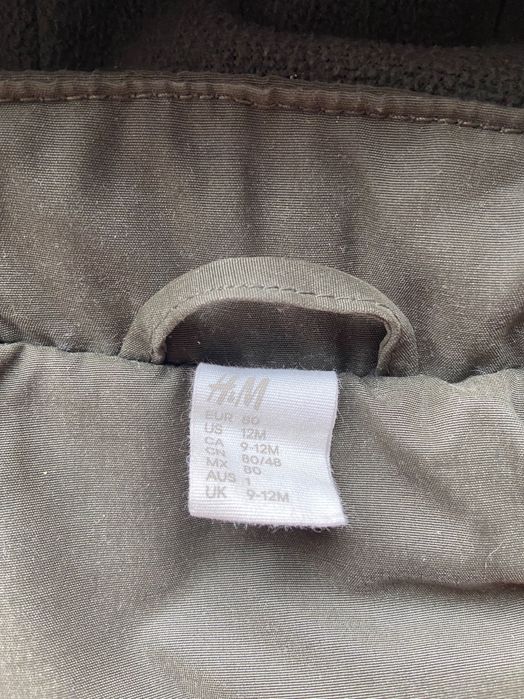 H&M
EUR 80
US 12M
CA 9-12M
CN 80/48
MX 80
AUS 1
UK 9-12M